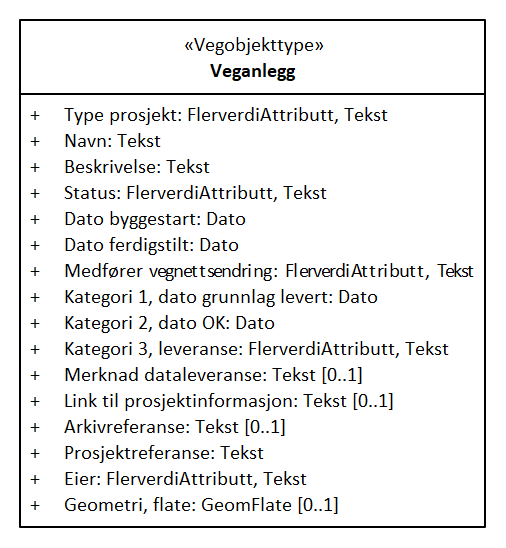 «Vegobjekttype»
Veganlegg
+ Type prosjekt: FlerverdiAttributt, Tekst
+ Navn: Tekst
+ Beskrivelse: Tekst
+ Status: FlerverdiAttributt, Tekst
+ Dato byggestart: Dato
+ Dato ferdigstilt: Dato
+ Medfører vegnettsendring: FlerverdiAttributt, Tekst
+ Kategori 1, dato grunnlag levert: Dato
+ Kategori 2, dato OK: Dato
+ Kategori 3, leveranse: FlerverdiAttributt, Tekst
+ Merknad dataleveranse: Tekst [0..1]
+ Link til prosjektinformasjon: Tekst [0..1]
+ Arkivreferanse: Tekst [0..1]
+ Prosjektreferanse: Tekst
+ Eier: FlerverdiAttributt, Tekst
+ Geometri, flate: GeomFlate [0..1]